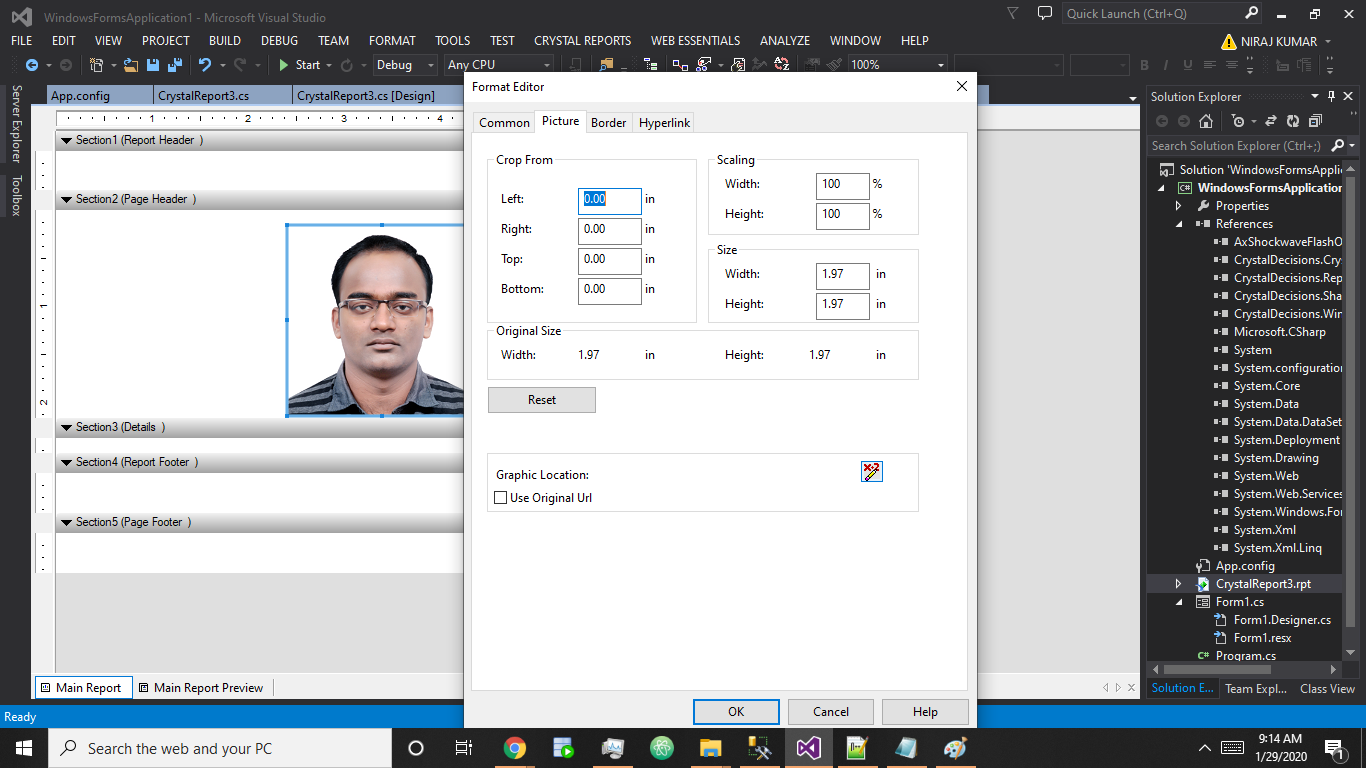 WindowsFormsApplication1 - Microsoft Visual Studio
Quick Launch (Ctrl+Q)
FILE EDIT VIEW PROJECT BUILD DEBUG TEAM FORMAT TOOLS TEST CRYSTAL REPORTS WEB ESSENTIALS ANALYZE WINDOW HELP
NIRAJ KUMAR
Start Debug Any CPU 100%
B I U
Server Explorer
Toolbox
App.config CrystalReport3.cs CrystalReport3.cs [Design]
1 2 3 4
Section1 (Report Header )
Section2 (Page Header )
1
2
Section3 (Details )
Section4 (Report Footer )
Section5 (Page Footer )
Main Report Main Report Preview
Format Editor
Common Picture Border Hyperlink
Crop From
Left: 0.00 in
Right: 0.00 in
Top: 0.00 in
Bottom: 0.00 in
Scaling
Width: 100 %
Height: 100 %
Size
Width: 1.97 in
Height: 1.97 in
Original Size
Width: 1.97 in Height: 1.97 in
Reset
Graphic Location:
X+2
Use Original Url
OK Cancel Help
Solution Explorer
Search Solution Explorer (Ctrl+;)
Solution 'WindowsFormsAppli
C# WindowsFormsApplication
Properties
References
AxShockwaveFlashO
CrystalDecisions.Cry
CrystalDecisions.Rep
CrystalDecisions.Sha
CrystalDecisions.Win
Microsoft.CSharp
System
System.configuration
System.Core
System.Data
System.Data.DataSet
System.Deployment
System.Drawing
System.Web
System.Web.Services
System.Windows.For
System.Xml
System.Xml.Linq
App.config
CrystalReport3.rpt
Form1.cs
Form1.Designer.cs
Form1.resx
C# Program.cs
Solution E... Team Expl... Class View
Ready
Search the web and your PC
9:14 AM
1/29/2020
1